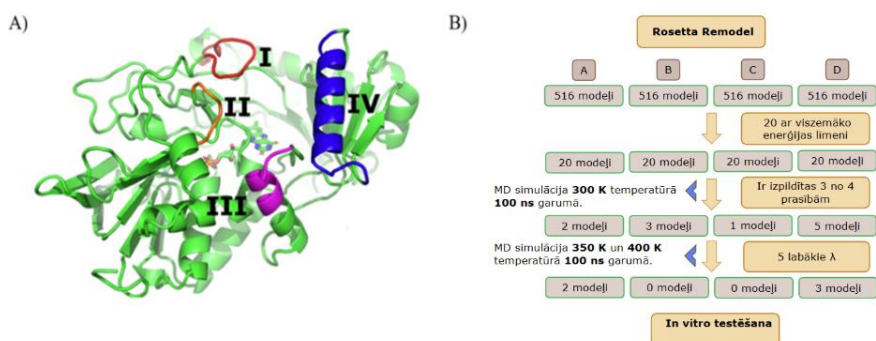 A)
I
II
III
IV
B)
Rosetta Remodel
A B C D
516 modeļi 516 modeļi 516 modeļi 516 modeļi
20 ar viszemāko
enerģijas līmeni
20 modeļi 20 modeļi 20 modeļi 20 modeļi
MD simulācija 300 K temperatūrā
100 ns garumā.
Ir izpildītas 3 no 4
prasībām
2 modeļi 3 modeļi 1 modeļi 5 modeļi
MD simulācija 350 K un 400 K
temperatūrā 100 ns garumā.
5 labākie λ
2 modeļi 0 modeļi 0 modeļi 3 modeļi
In vitro testēšana